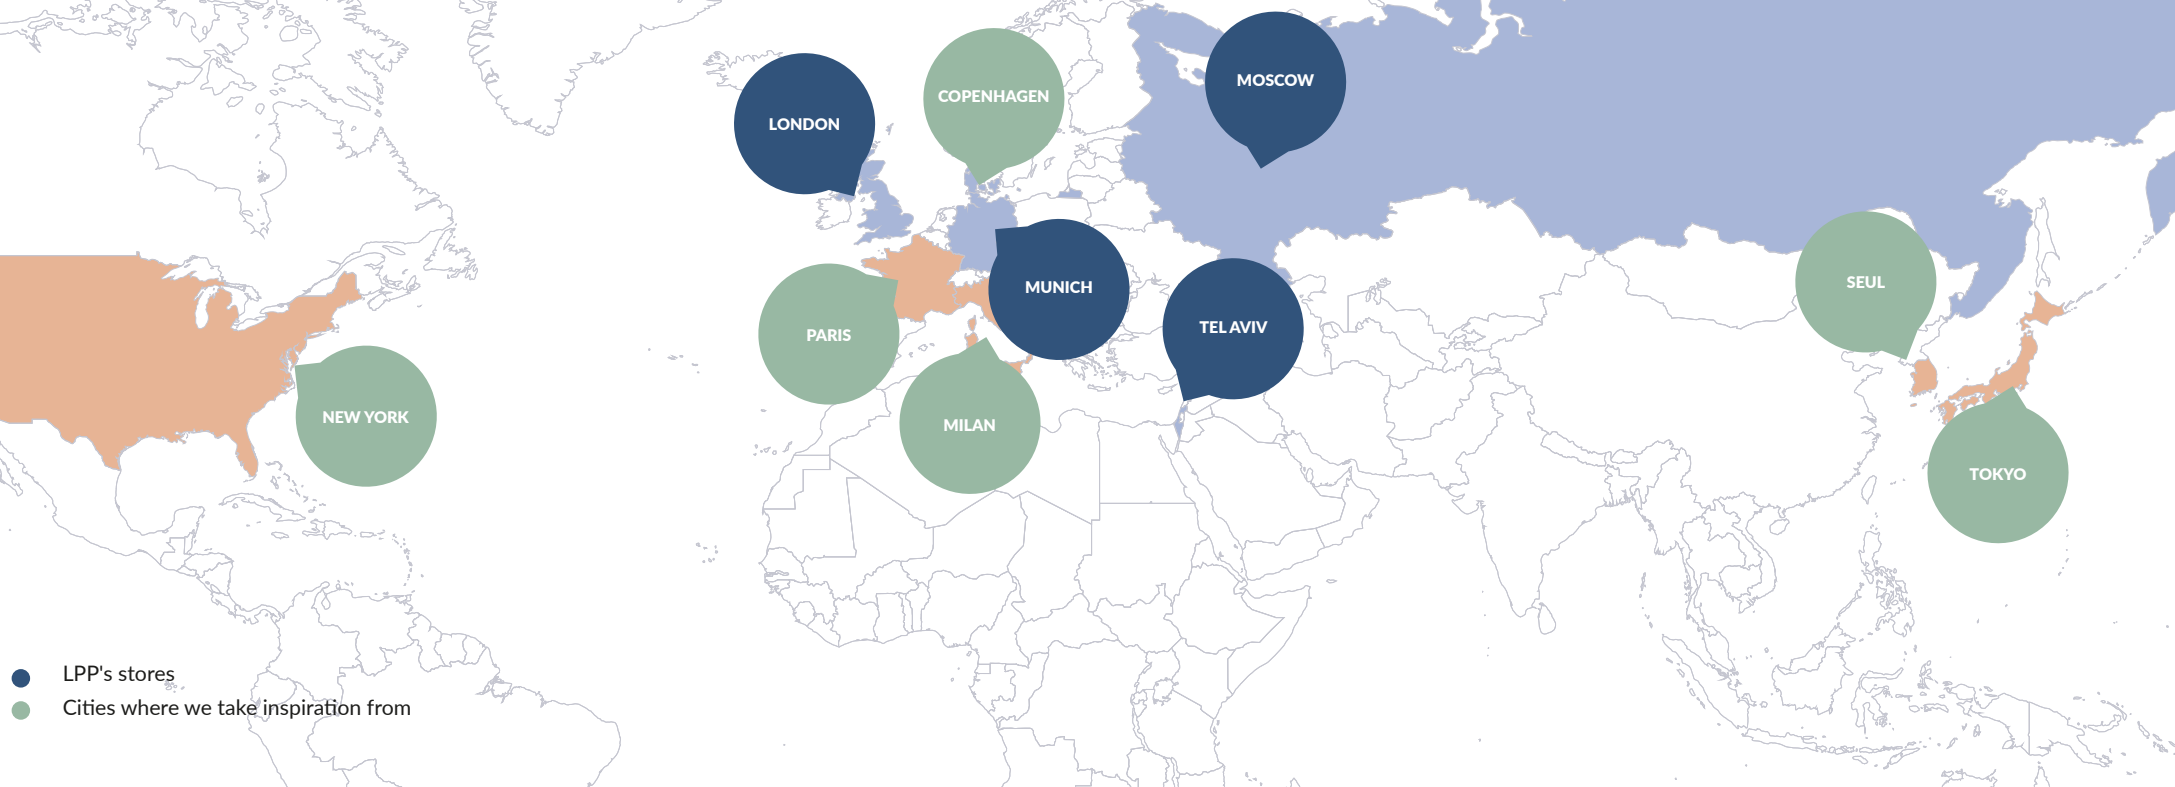 MOSCOW
COPENHAGEN
LONDON
SEUL
MUNICH
TEL AVIV
PARIS
NEW YORK
MILAN
TOKYO
LPP's stores
Cities where we take inspiration from